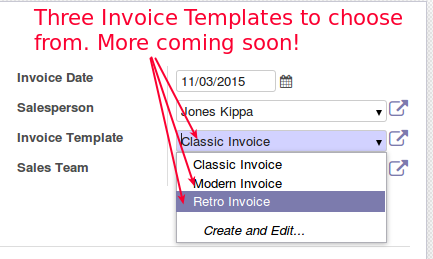 Three Invoice Templates to choose
from. More coming soon!
Invoice Date
11/03/2015
Salesperson
Jones Kippa
Invoice Template
Classic Invoice
Sales Team
Classic Invoice
Modern Invoice
Retro Invoice
Create and Edit...